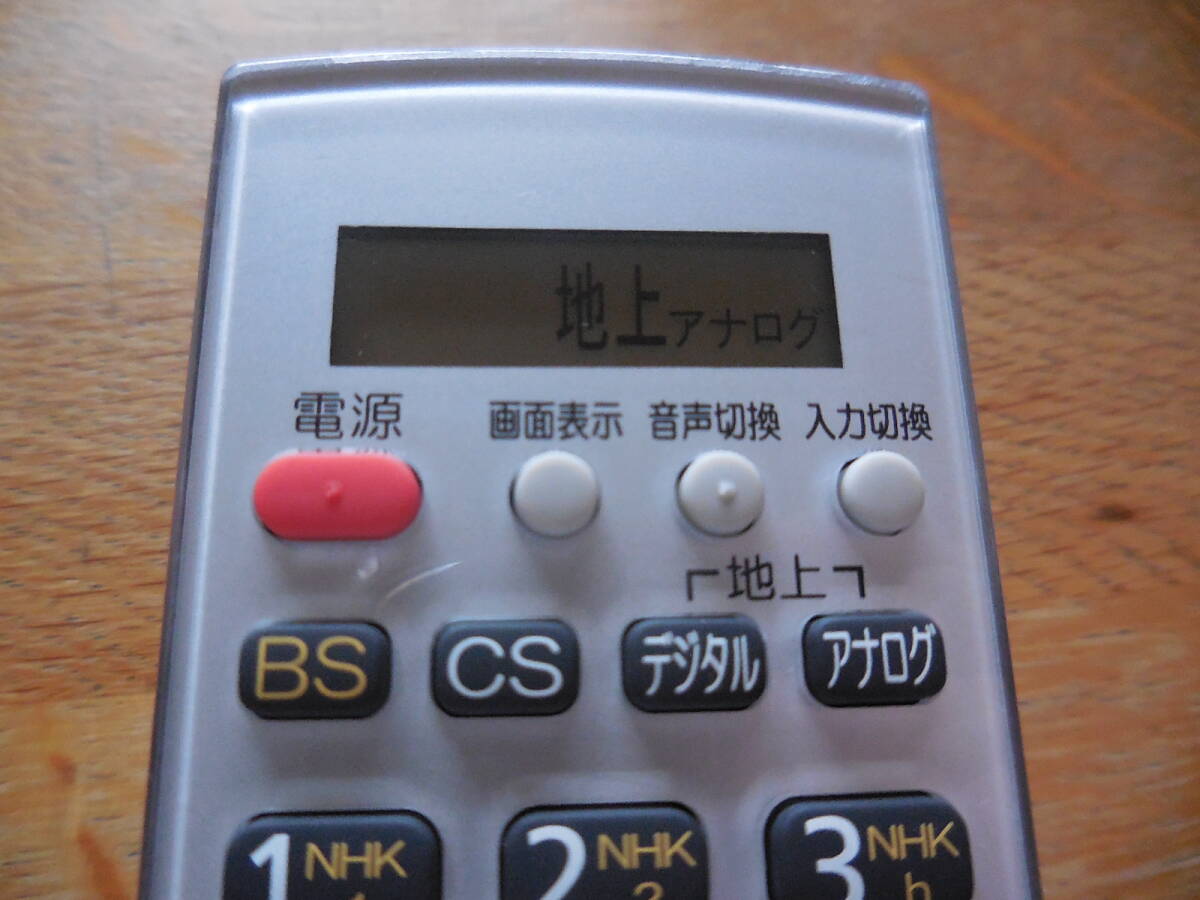 地上アナログ
電源 画面表示 音声切換 入力切換
地上
BS CS デジタル アナログ
1 NHK 2 NHK 3 NHK
1 2 h